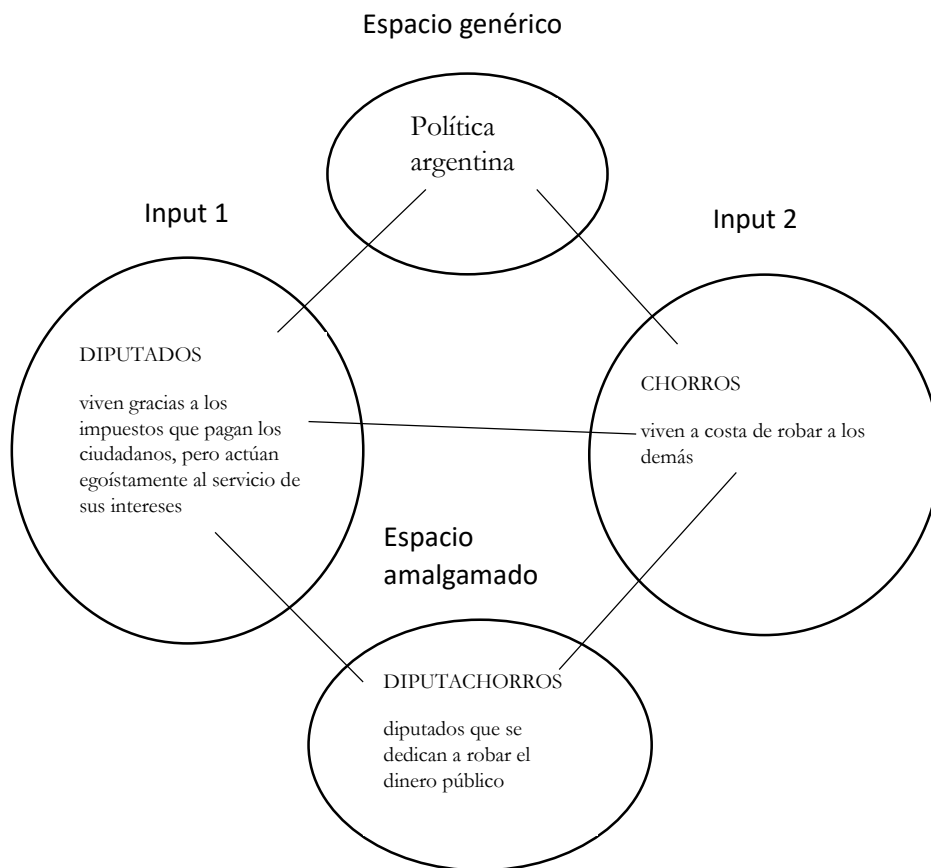 Espacio genérico
Política
argentina
Input 1
Input 2
DIPUTADOS
viven gracias a los
impuestos que pagan los
ciudadanos, pero actúan
egoístamente al servicio de
sus intereses
CHORROS
viven a costa de robar a los
demás
Espacio
amalgamado
DIPUTACHORROS
diputados que se
dedican a robar el
dinero público